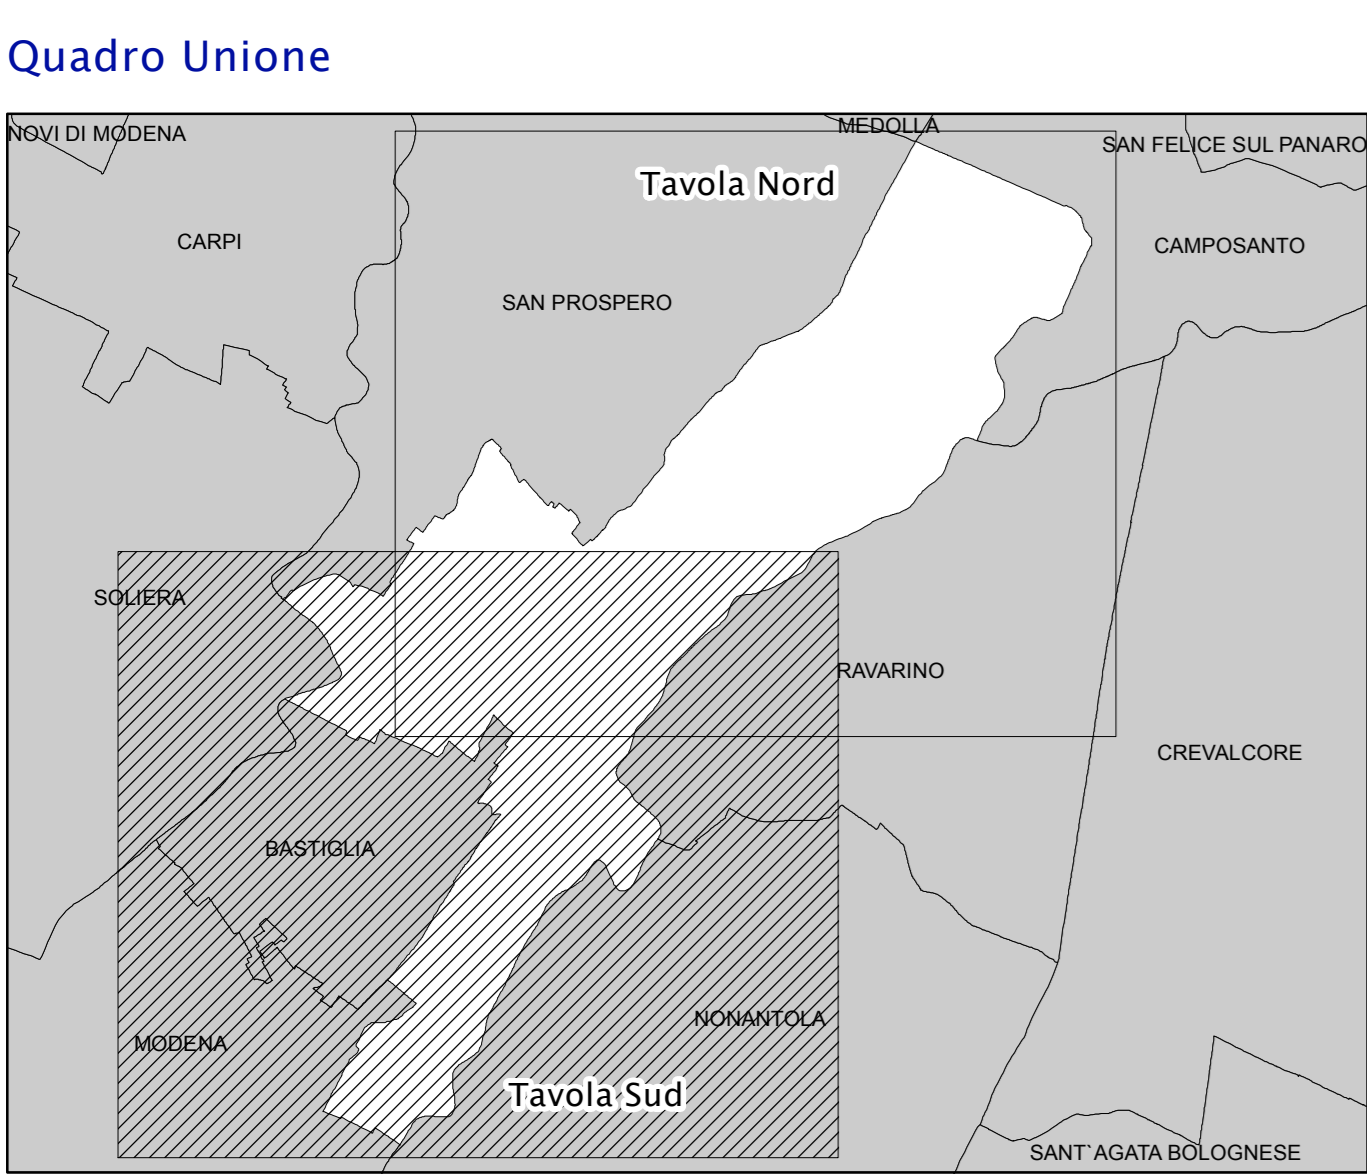 Quadro Unione
MEDOLLA
NOVI DI MODENA
SAN FELICE SUL PANARO
Tavola Nord
CARPI
CAMPOSANTO
SAN PROSPERO
SOLIERA
RAVARINO
CREVALCORE
BASTIGLIA
NONANTOLA
MODENA
Tavola Sud
SANT`AGATA BOLOGNESE